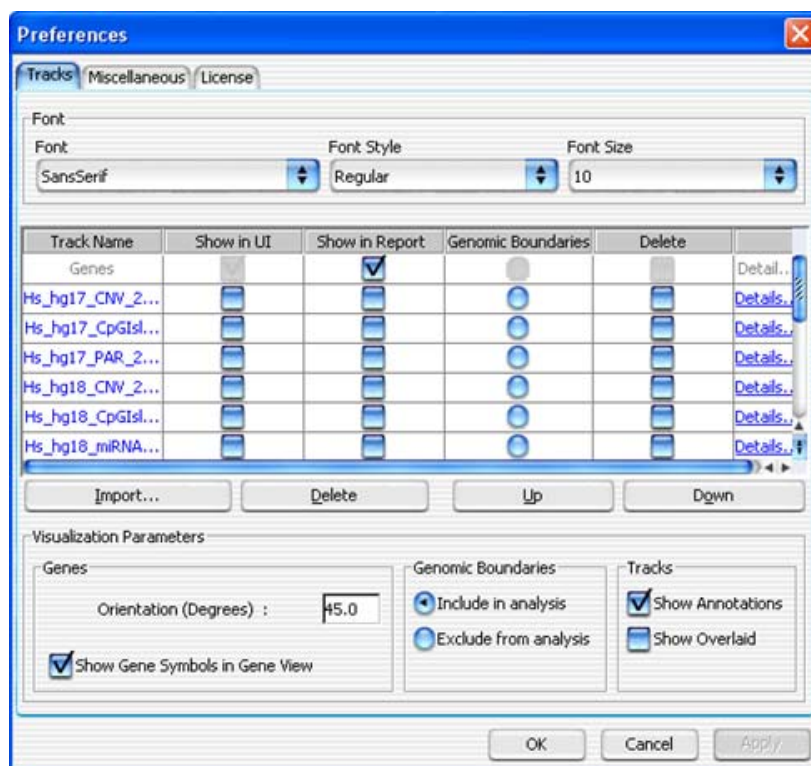 Preferences
Tracks Miscellaneous License
Font
Font Font Style Font Size
SansSerif Regular 10
Track Name Show in UI Show in Report Genomic Boundaries Delete
Genes Detail..
Hs_hg17_CNV_2... Details..
Hs_hg17_CpGIsl... Details..
Hs_hg17_PAR_2... Details..
Hs_hg18_CNV_2... Details..
Hs_hg18_CpGIsl... Details..
Hs_hg18_miRNA... Details..
Import... Delete Up Down
Visualization Parameters
Genes Genomic Boundaries Tracks
Orientation (Degrees) : 45.0 Include in analysis Show Annotations
Exclude from analysis Show Overlaid
Show Gene Symbols in Gene View
OK Cancel Apply